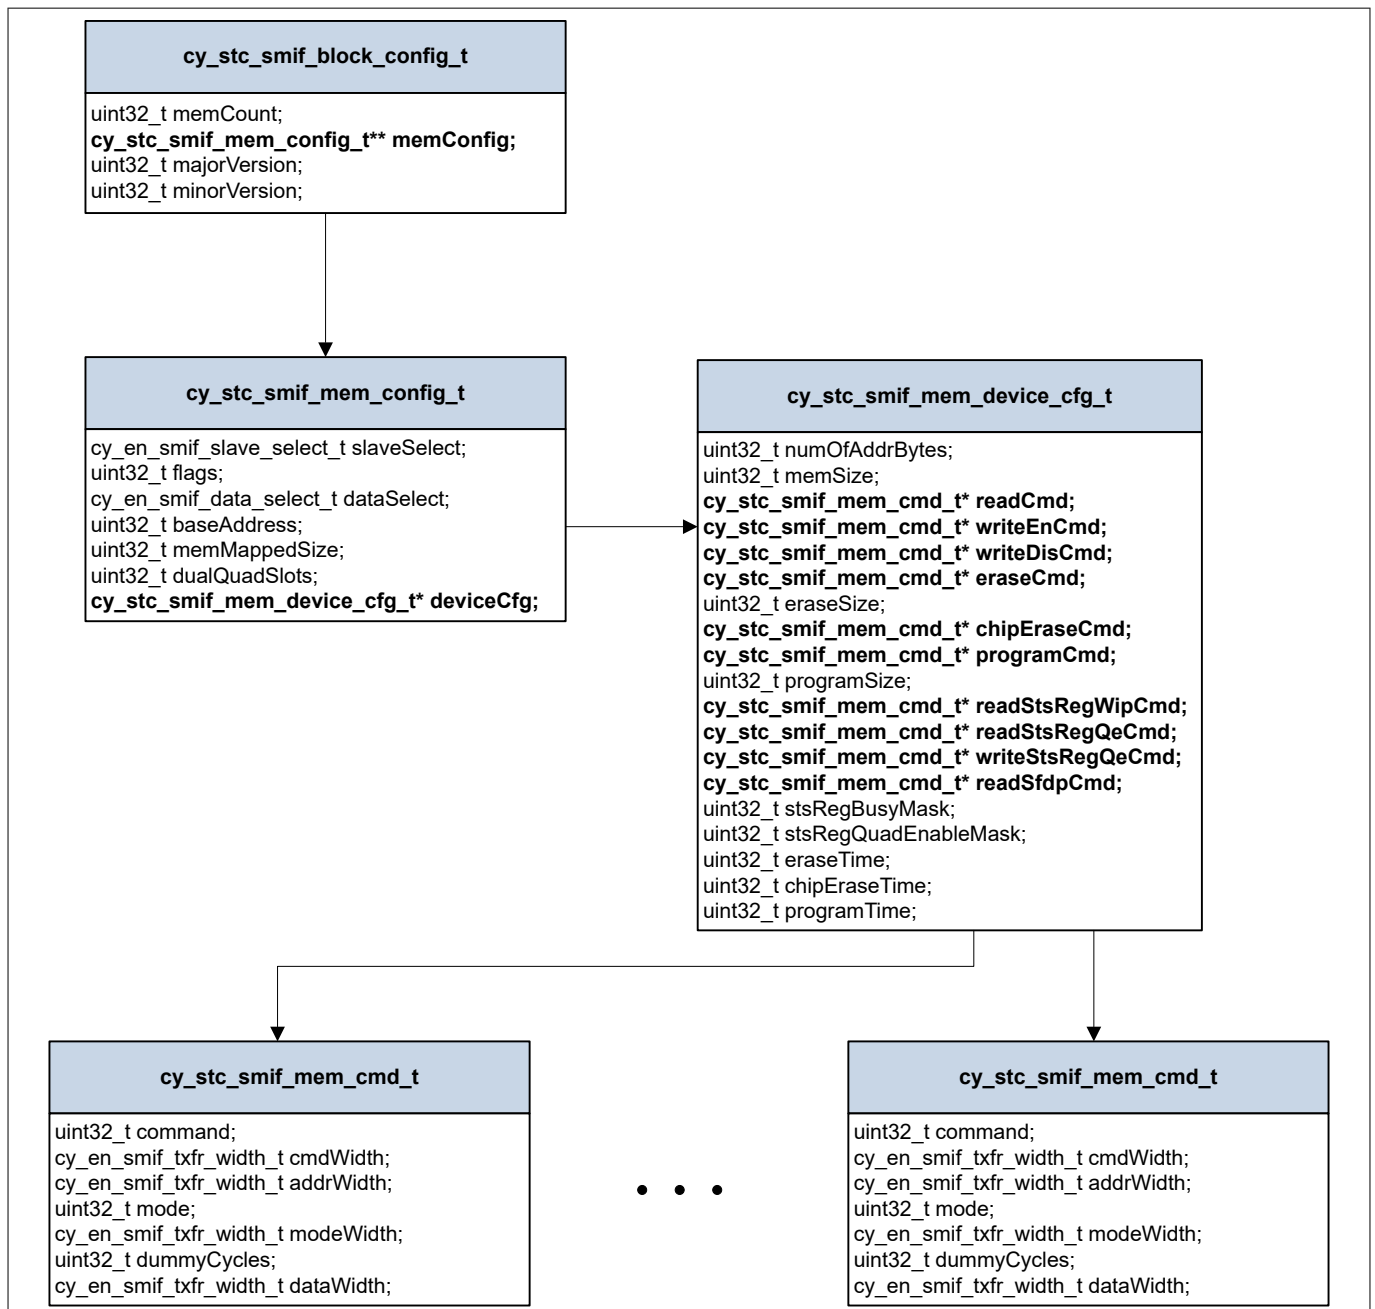 cy_stc_smif_block_config_t
uint32_t memCount;
cy_stc_smif_mem_config_t** memConfig;
uint32_t majorVersion;
uint32_t minorVersion;
cy_stc_smif_mem_config_t
cy_en_smif_slave_select_t slaveSelect;
uint32_t flags;
cy_en_smif_data_select_t dataSelect;
uint32_t baseAddress;
uint32_t memMappedSize;
uint32_t dualQuadSlots;
cy_stc_smif_mem_device_cfg_t* deviceCfg;
cy_stc_smif_mem_device_cfg_t
uint32_t numOfAddrBytes;
uint32_t memSize;
cy_stc_smif_mem_cmd_t* readCmd;
cy_stc_smif_mem_cmd_t* writeEnCmd;
cy_stc_smif_mem_cmd_t* writeDisCmd;
cy_stc_smif_mem_cmd_t* eraseCmd;
uint32_t eraseSize;
cy_stc_smif_mem_cmd_t* chipEraseCmd;
cy_stc_smif_mem_cmd_t* programCmd;
uint32_t programSize;
cy_stc_smif_mem_cmd_t* readStsRegWipCmd;
cy_stc_smif_mem_cmd_t* readStsRegQeCmd;
cy_stc_smif_mem_cmd_t* writeStsRegQeCmd;
cy_stc_smif_mem_cmd_t* readSfdpCmd;
uint32_t stsRegBusyMask;
uint32_t stsRegQuadEnableMask;
uint32_t eraseTime;
uint32_t chipEraseTime;
uint32_t programTime;
cy_stc_smif_mem_cmd_t
uint32_t command;
cy_en_smif_txfr_width_t cmdWidth;
cy_en_smif_txfr_width_t addrWidth;
uint32_t mode;
cy_en_smif_txfr_width_t modeWidth;
uint32_t dummyCycles;
cy_en_smif_txfr_width_t dataWidth;
• • •
cy_stc_smif_mem_cmd_t
uint32_t command;
cy_en_smif_txfr_width_t cmdWidth;
cy_en_smif_txfr_width_t addrWidth;
uint32_t mode;
cy_en_smif_txfr_width_t modeWidth;
uint32_t dummyCycles;
cy_en_smif_txfr_width_t dataWidth;